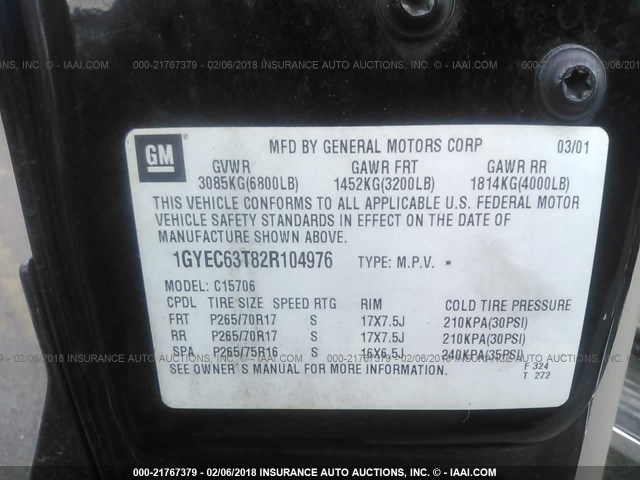 000-21767379 - 02/06/2018 INSURANCE AUTO AUCTIONS, INC. - © IAAI.COM
GM
MFD BY GENERAL MOTORS CORP 03/01
GVWR GAWR FRT GAWR RR
3085KG(6800LB) 1452KG(3200LB) 1814KG(4000LB)
THIS VEHICLE CONFORMS TO ALL APPLICABLE U.S. FEDERAL MOTOR
VEHICLE SAFETY STANDARDS IN EFFECT ON THE DATE OF
MANUFACTURE SHOWN ABOVE.
1GYEC63T82R104976 TYPE: M.P.V.
MODEL: C15706
CPDL TIRE SIZE SPEED RTG RIM COLD TIRE PRESSURE
FRT P265/70R17 S 17X7.5J 210KPA(30PSI)
RR P265/70R17 S 17X7.5J 210KPA(30PSI)
SPA P265/75R16 S 16X6.5J 240KPA(35PSI)
SEE OWNER'S MANUAL FOR MORE INFORMATION.
F 324
T 272
000-21767379 - 02/06/2018 INSURANCE AUTO AUCTIONS, INC. - © IAAI.COM